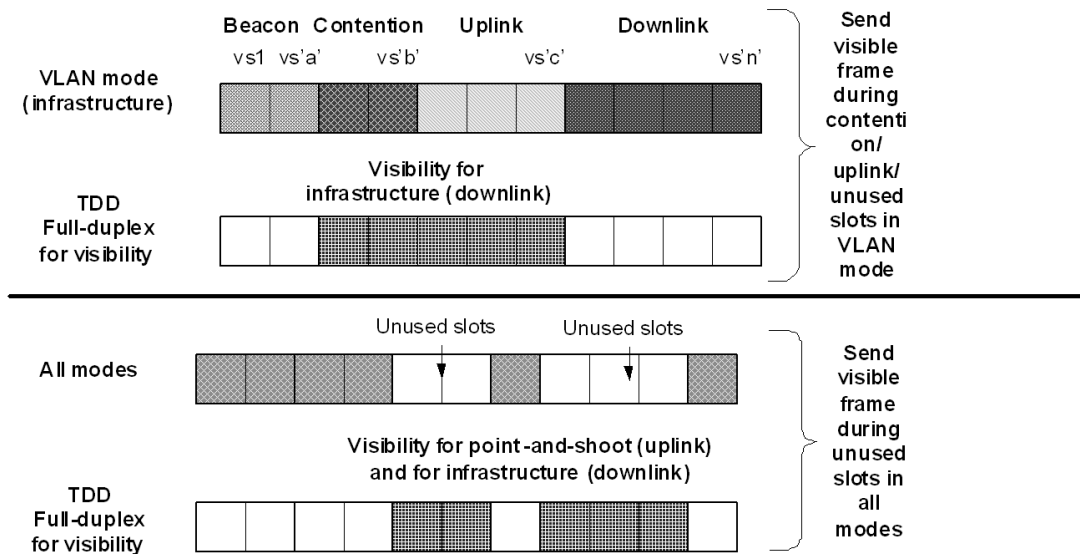 Beacon Contention Uplink Downlink
vs1 vs'a' vs'b' vs'c' vs'n'
VLAN mode
(infrastructure)
Visibility for
infrastructure (downlink)
TDD
Full-duplex
for visibility
Send
visible
frame
during
contenti
on/
uplink/
unused
slots in
VLAN
mode
Unused slots Unused slots
All modes
Visibility for point-and-shoot (uplink)
and for infrastructure (downlink)
TDD
Full-duplex
for visibility
Send
visible
frame
during
unused
slots in
all
modes